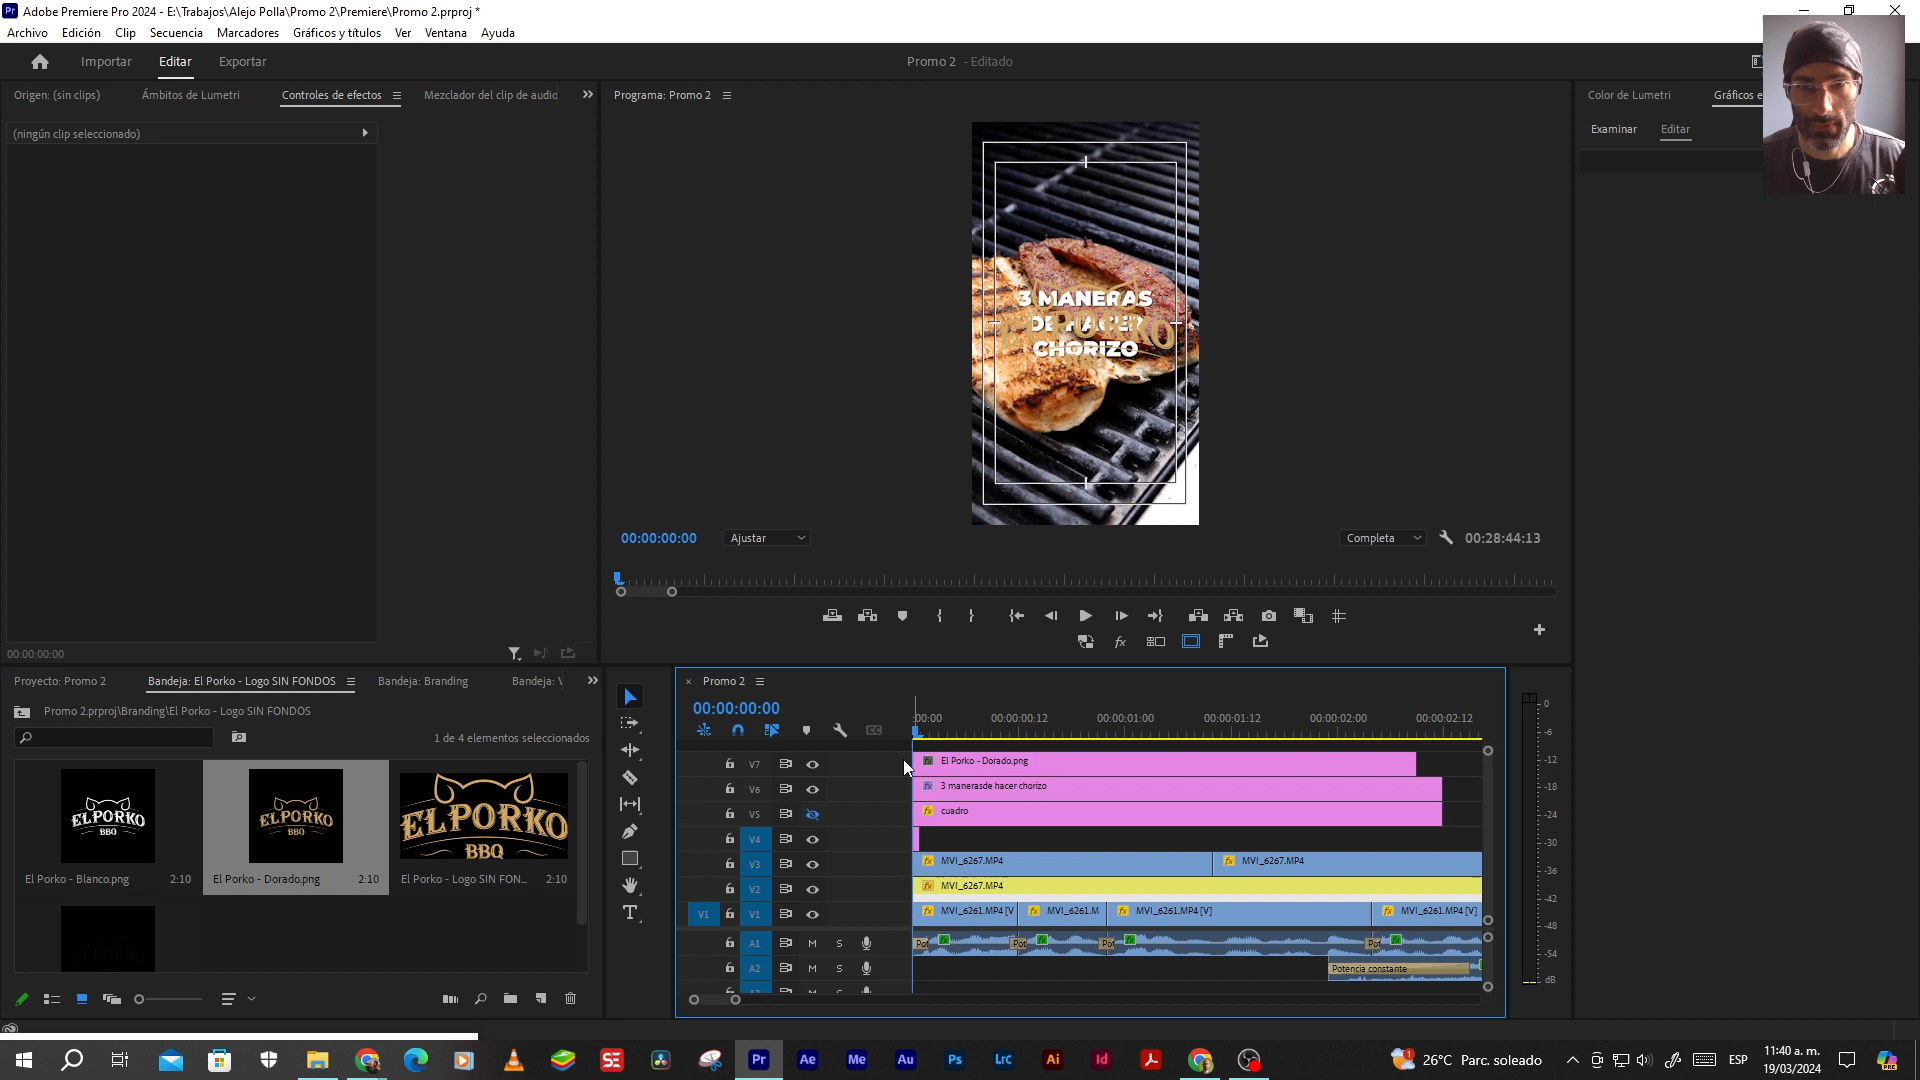 Adobe Premiere Pro 2024 - E:\Trabajos\Alejo Polla\Promo 2\Premiere\Promo 2.prproj *
Archivo Edición Clip Secuencia Marcadores Gráficos y títulos Ver Ventana Ayuda
Importar Editar Exportar
Promo 2 - Editado
Origen: (sin clips) Ámbitos de Lumetri Controles de efectos Mezclador del clip de audio
Programa: Promo 2
Color de Lumetri Gráficos e
(ningún clip seleccionado)
Examinar Editar
3 MANERAS
DE HACER
CHORIZO
EL PORKO
00:00:00:00 Ajustar Completa 00:28:44:13
00:00:00:00
Proyecto: Promo 2 Bandeja: El Porko - Logo SIN FONDOS Bandeja: Branding Bandeja:
Promo 2.prproj\Branding\El Porko - Logo SIN FONDOS
1 de 4 elementos seleccionados
ELPORKO
BBQ
ELPORKO
BBQ
ELPORKO
BBQ
El Porko - Blanco.png 2:10
El Porko - Dorado.png 2:10
El Porko - Logo SIN FON... 2:10
Promo 2
00:00:00:00
:00:00 00:00:00:12 00:00:01:00 00:00:01:12 00:00:02:00 00:00:02:12
V7 El Porko - Dorado.png
V6 3 manerasde hacer chorizo
V5 cuadro
V4
V3 MVI_6267.MP4 MVI_6267.MP4
V2 MVI_6267.MP4
V1 V1 MVI_6261.MP4 [V MVI_6261.M MVI_6261.MP4 [V] MVI_6261.MP4 [V]
A1 M S Pot Pot Pot Pot
A2 M S Potencia constante
0
-6
-12
-18
-24
-30
-36
-42
-48
-54
dB
26°C Parc. soleado
ESP
11:40 a. m.
19/03/2024